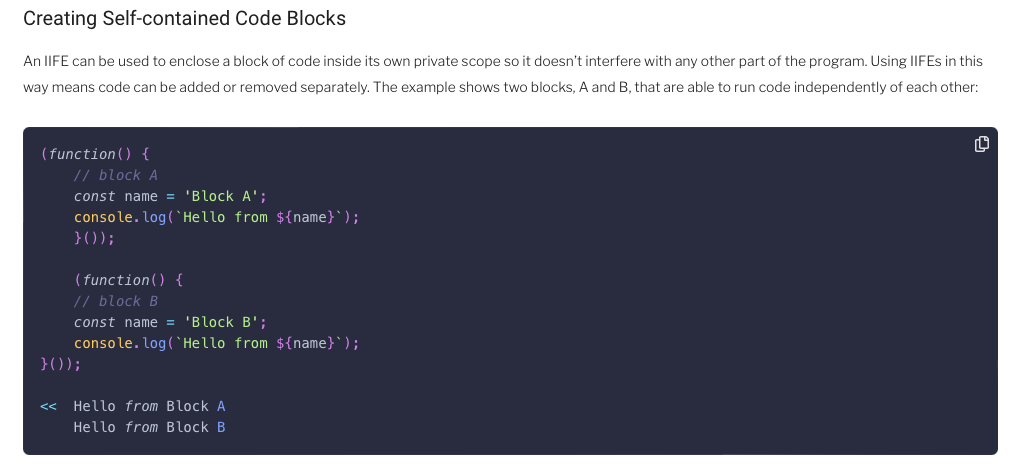 Creating Self-contained Code Blocks
An IIFE can be used to enclose a block of code inside its own private scope so it doesn't interfere with any other part of the program. Using IIFEs in this
way means code can be added or removed separately. The example shows two blocks, A and B, that are able to run code independently of each other:
(function() {
    // block A
    const name = 'Block A';
    console.log(`Hello from ${name}`);
    }());

    (function() {
    // block B
    const name = 'Block B';
    console.log(`Hello from ${name}`);
}());

<<  Hello from Block A
    Hello from Block B